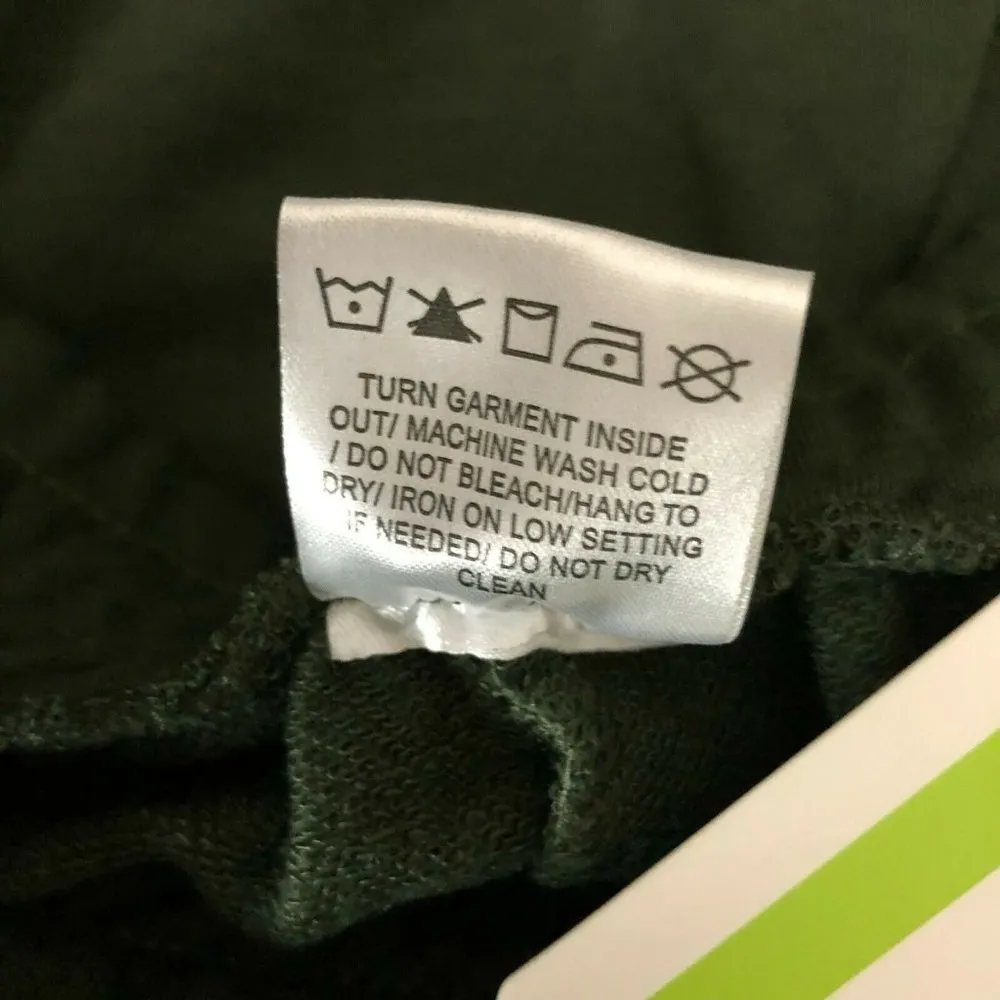 TURN GARMENT INSIDE
OUT/ MACHINE WASH COLD
/ DO NOT BLEACH/HANG TO
DRY/ IRON ON LOW SETTING
IF NEEDED/ DO NOT DRY
CLEAN